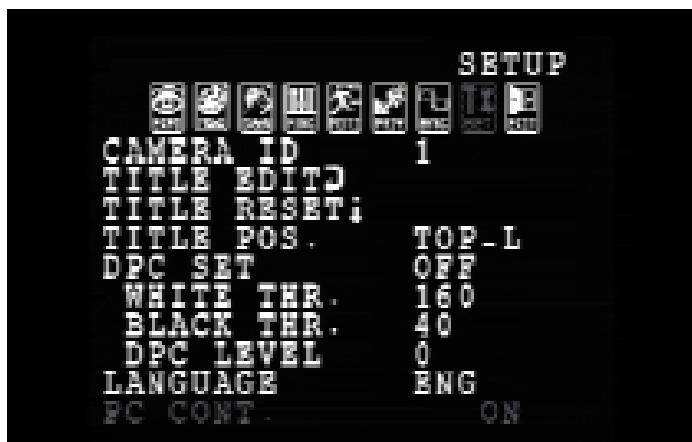 SETUP
CAMERA ID 1
TITLE EDIT
TITLE RESET
TITLE POS. TOP-L
DPC SET OFF
WHITE THR. 160
BLACK THR. 40
DPC LEVEL 0
LANGUAGE ENG
PC CONT. ON